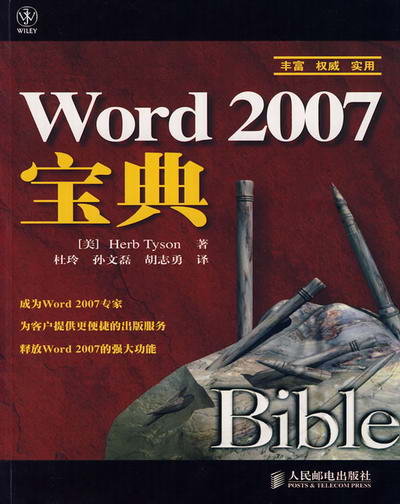 WILEY
丰富 权威 实用
Word 2007
宝典
[美] Herb Tyson 著
杜玲 孙文磊 胡志勇 译
成为Word 2007专家
为客户提供更便捷的出版服务
释放Word 2007的强大功能
Bible
人民邮电出版社
POSTS & TELECOM PRESS